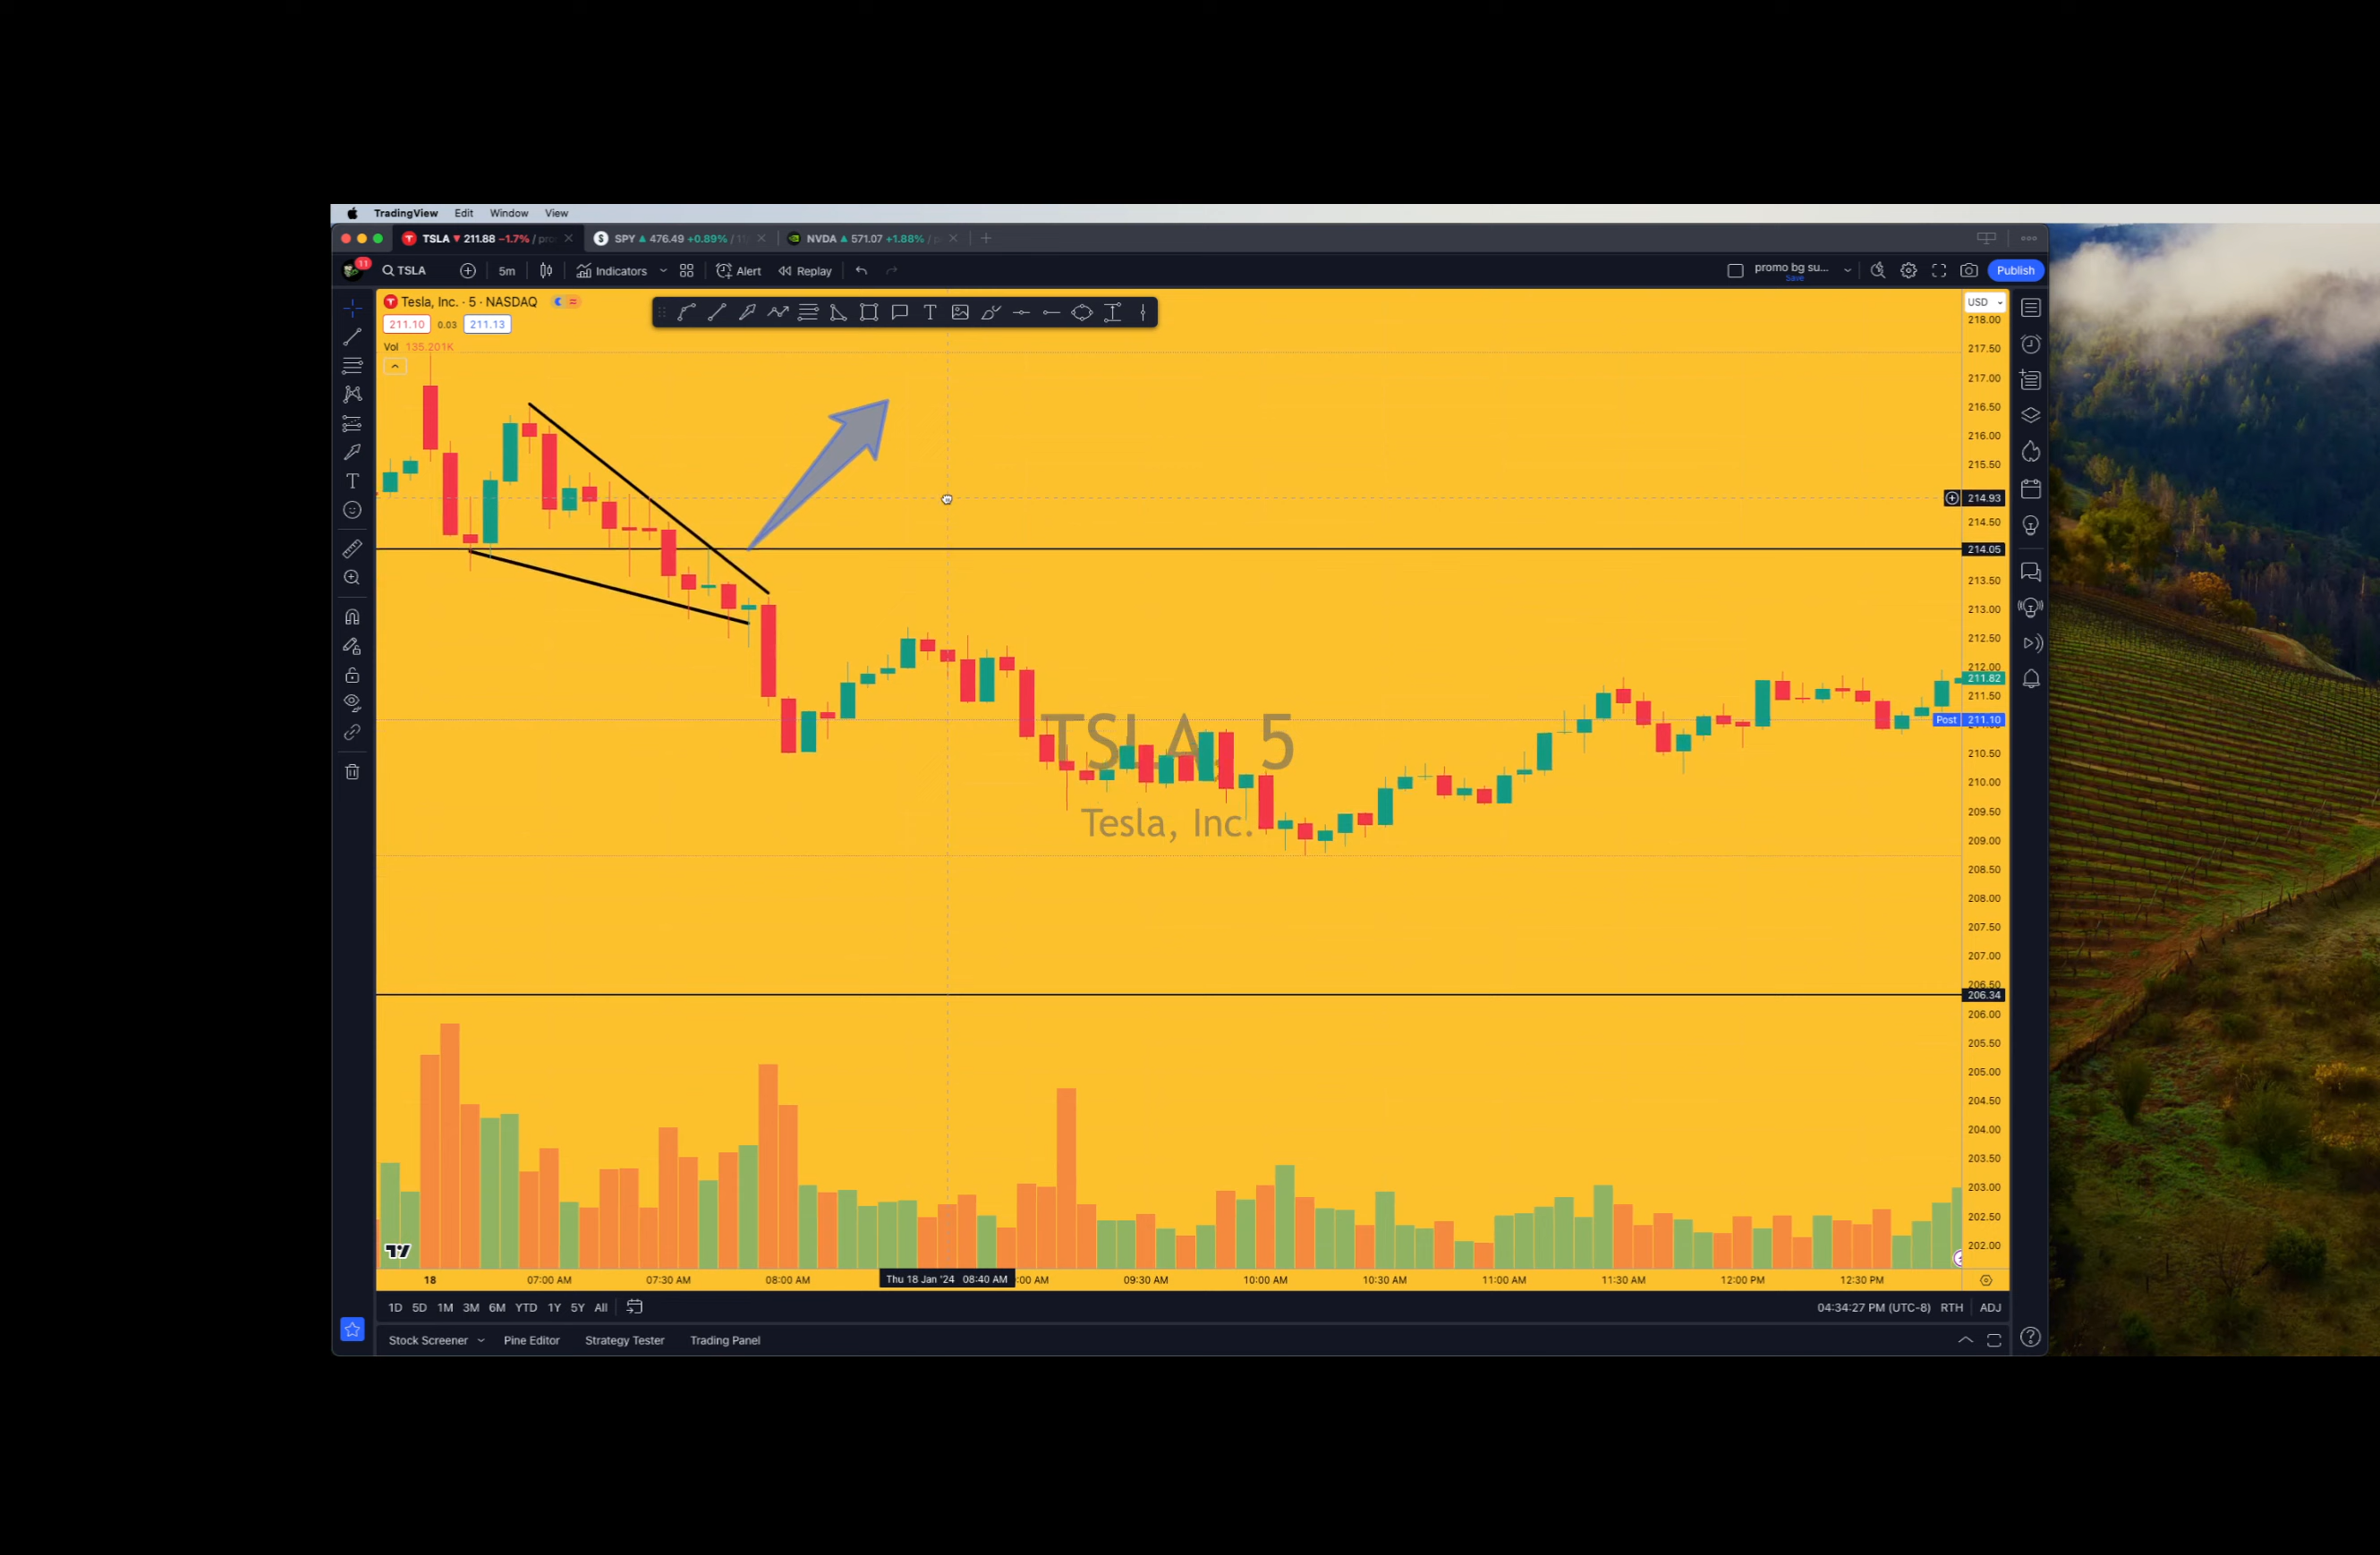 TradingView Edit Window View
TSLA ▼ 211.88 −1.7% / pro
SPY ▲ 476.49 +0.89% /
NVDA ▲ 571.07 +1.88% /
11
TSLA 5m Indicators Alert Replay
promo bg su...
Save
Publish
Tesla, Inc. · 5 · NASDAQ
211.10 0.03 211.13
Vol 135.201K
TSLA, 5
Tesla, Inc.
USD
218.00
217.50
217.00
216.50
216.00
215.50
214.93
214.50
214.05
213.50
213.00
212.50
212.00
211.82
211.50
Post 211.10
210.50
210.00
209.50
209.00
208.50
208.00
207.50
207.00
206.50
206.34
206.00
205.50
205.00
204.50
204.00
203.50
203.00
202.50
202.00
18 07:00 AM 07:30 AM 08:00 AM Thu 18 Jan '24 08:40 AM :00 AM 09:30 AM 10:00 AM 10:30 AM 11:00 AM 11:30 AM 12:00 PM 12:30 PM
1D 5D 1M 3M 6M YTD 1Y 5Y All
04:34:27 PM (UTC-8) RTH ADJ
Stock Screener Pine Editor Strategy Tester Trading Panel